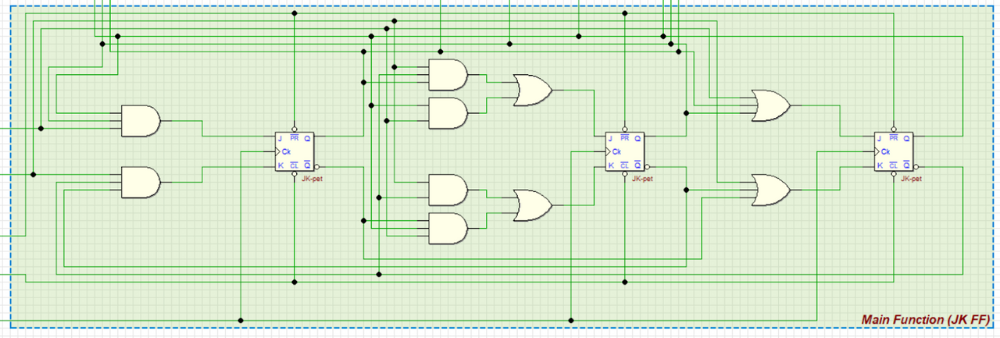 J PR Q
Ck
K CL Q
JK-pet
J PR Q
Ck
K CL Q
JK-pet
J PR Q
Ck
K CL Q
JK-pet
Main Function (JK FF)